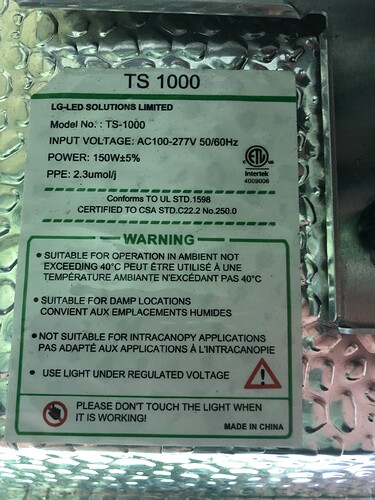 TS 1000
LG-LED SOLUTIONS LIMITED
Model No. : TS-1000
INPUT VOLTAGE: AC100-277V 50/60Hz
POWER: 150W±5%
PPE: 2.3umol/j
ETL
Intertek
4009006
Conforms TO UL STD.1598
CERTIFIED TO CSA STD.C22.2 No.250.0
WARNING
• SUITABLE FOR OPERATION IN AMBIENT NOT
EXCEEDING 40°C PEUT ÊTRE UTILISÉ À UNE
TEMPÉRATURE AMBIANTE N'EXCÉDANT PAS 40°C
• SUITABLE FOR DAMP LOCATIONS
CONVIENT AUX EMPLACEMENTS HUMIDES
• NOT SUITABLE FOR INTRACANOPY APPLICATIONS
PAS ADAPTÉ AUX APPLICATIONS À L'INTRACANOPIE
• USE LIGHT UNDER REGULATED VOLTAGE
PLEASE DON'T TOUCH THE LIGHT WHEN
IT IS WORKING!
MADE IN CHINA